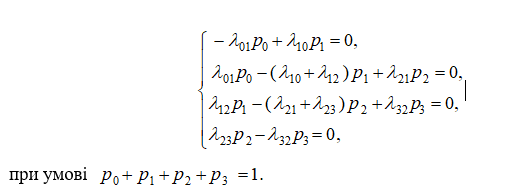 − λ₀₁p₀ + λ₁₀p₁ = 0,
λ₀₁p₀ −(λ₁₀+λ₁₂)p₁+λ₂₁p₂ = 0,
λ₁₂p₁ −(λ₂₁+λ₂₃)p₂+λ₃₂p₃ = 0,
λ₂₃p₂−λ₃₂p₃=0,
при умові p₀+ p₁ + p₂ + p₃ =1.